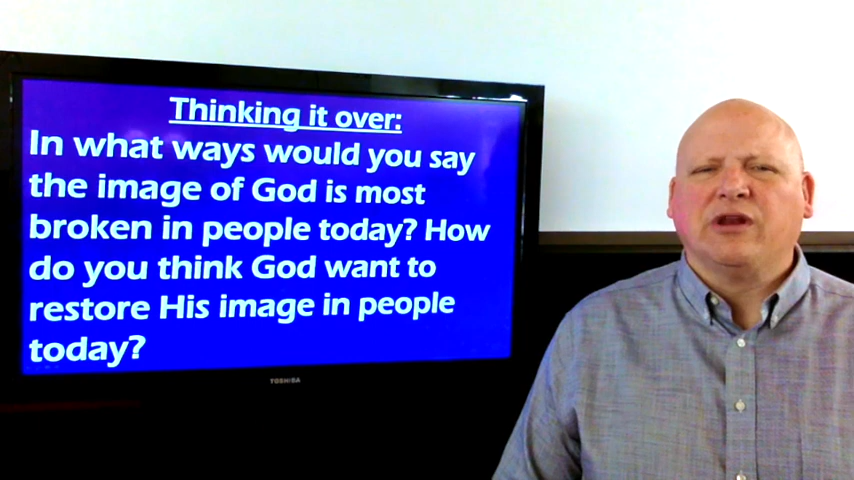 Thinking it over:
In what ways would you say
the image of God is most
broken in people today? How
do you think God want to
restore His image in people
today?
TOSHIBA